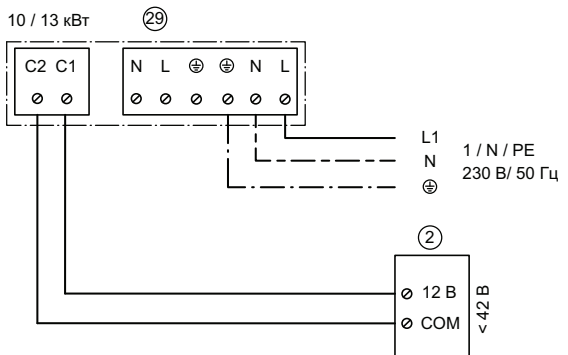 10 / 13 кВт
29
C2 C1
N L ⏚ ⏚ N L
L1
N
⏚
1 / N / PE
230 В/ 50 Гц
2
12 В
COM
< 42 В